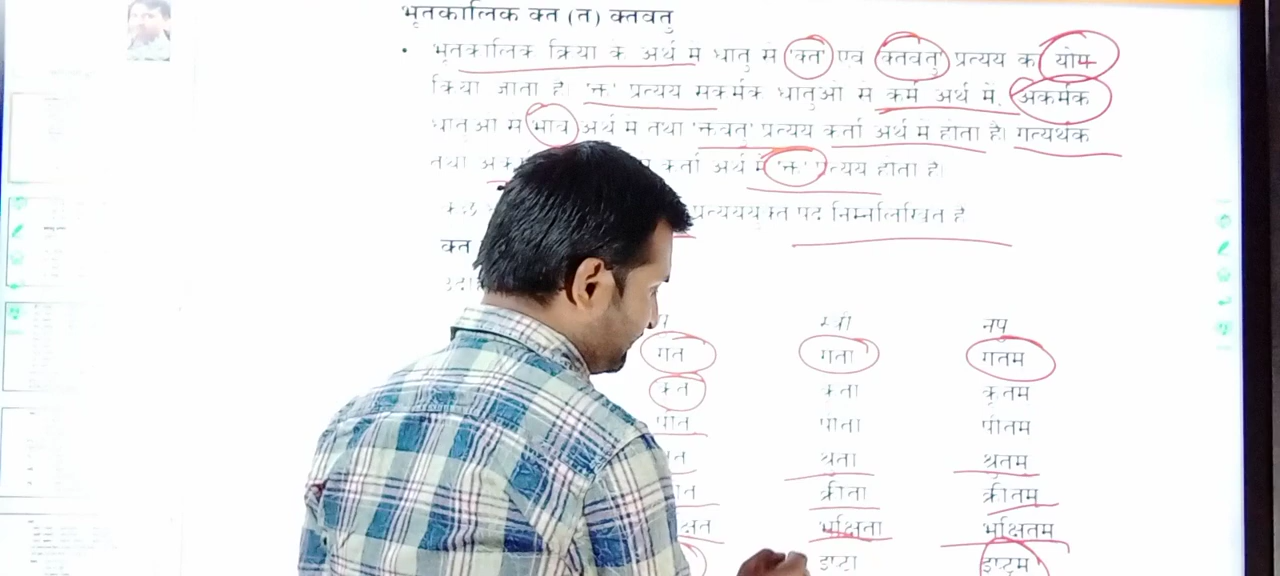 भूतकालिक क्त (त) क्तवतु
• भूतकालिक क्रिया के अर्थ मे धातु से 'क्त' एव क्तवतु' प्रत्यय का योग
किया जाता है। 'क्त' प्रत्यय सकर्मक धातुओ से कर्म अर्थ में, अकर्मक
धातुओ से भाव अर्थ मे तथा 'क्तवतु' प्रत्यय कर्ता अर्थ मे होता है। गत्यर्थक
तथा कर्ता अर्थ में 'क्त' प्रत्यय होता है।
कुछ प्रत्यययुक्त पद निम्नलिखित है
क्त
स्त्री नपु
गत गता गतम
कृत कृता कृतम
पीत पीता पीतम
श्रुता श्रुतम
क्रीता क्रीतम
भक्षिता भक्षितम
इष्टा इष्टम